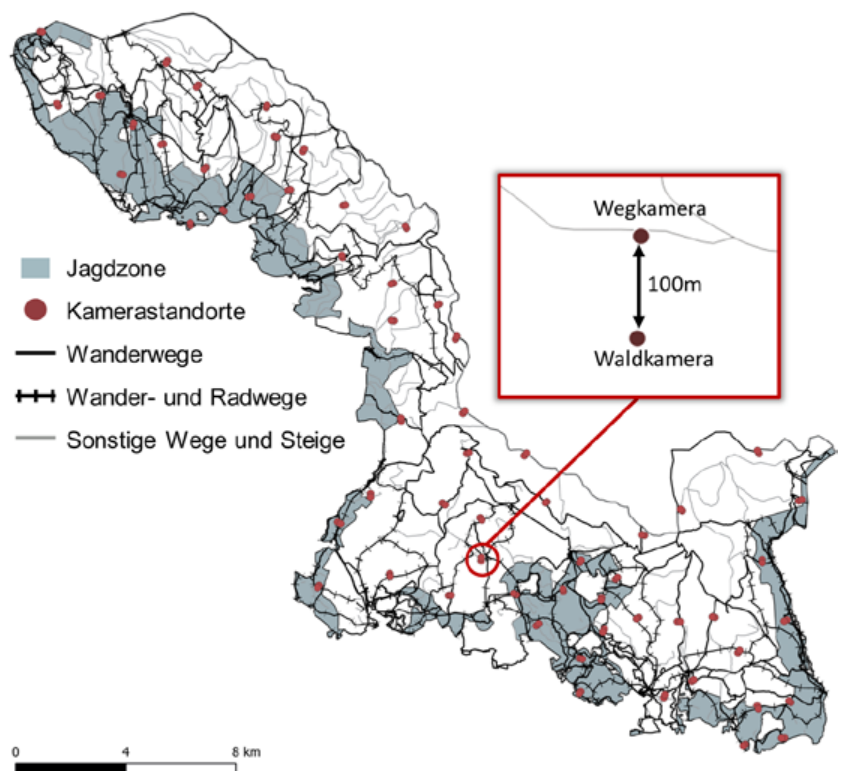 Wegkamera
100m
Waldkamera
Jagdzone
Kamerastandorte
Wanderwege
Wander- und Radwege
Sonstige Wege und Steige
0 4 8 km